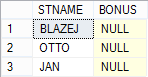 STNAME BONUS
1 BLAZEJ NULL
2 OTTO NULL
3 JAN NULL